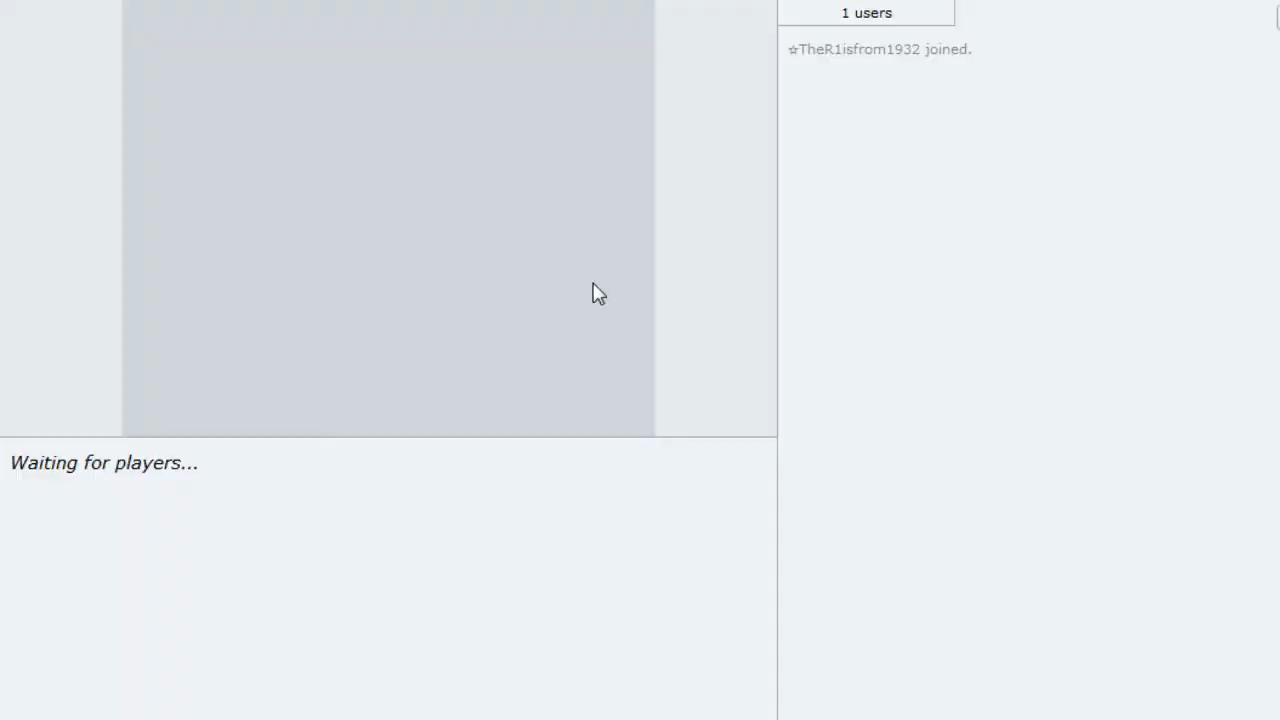 1 users
☆TheR1isfrom1932 joined.
Waiting for players...